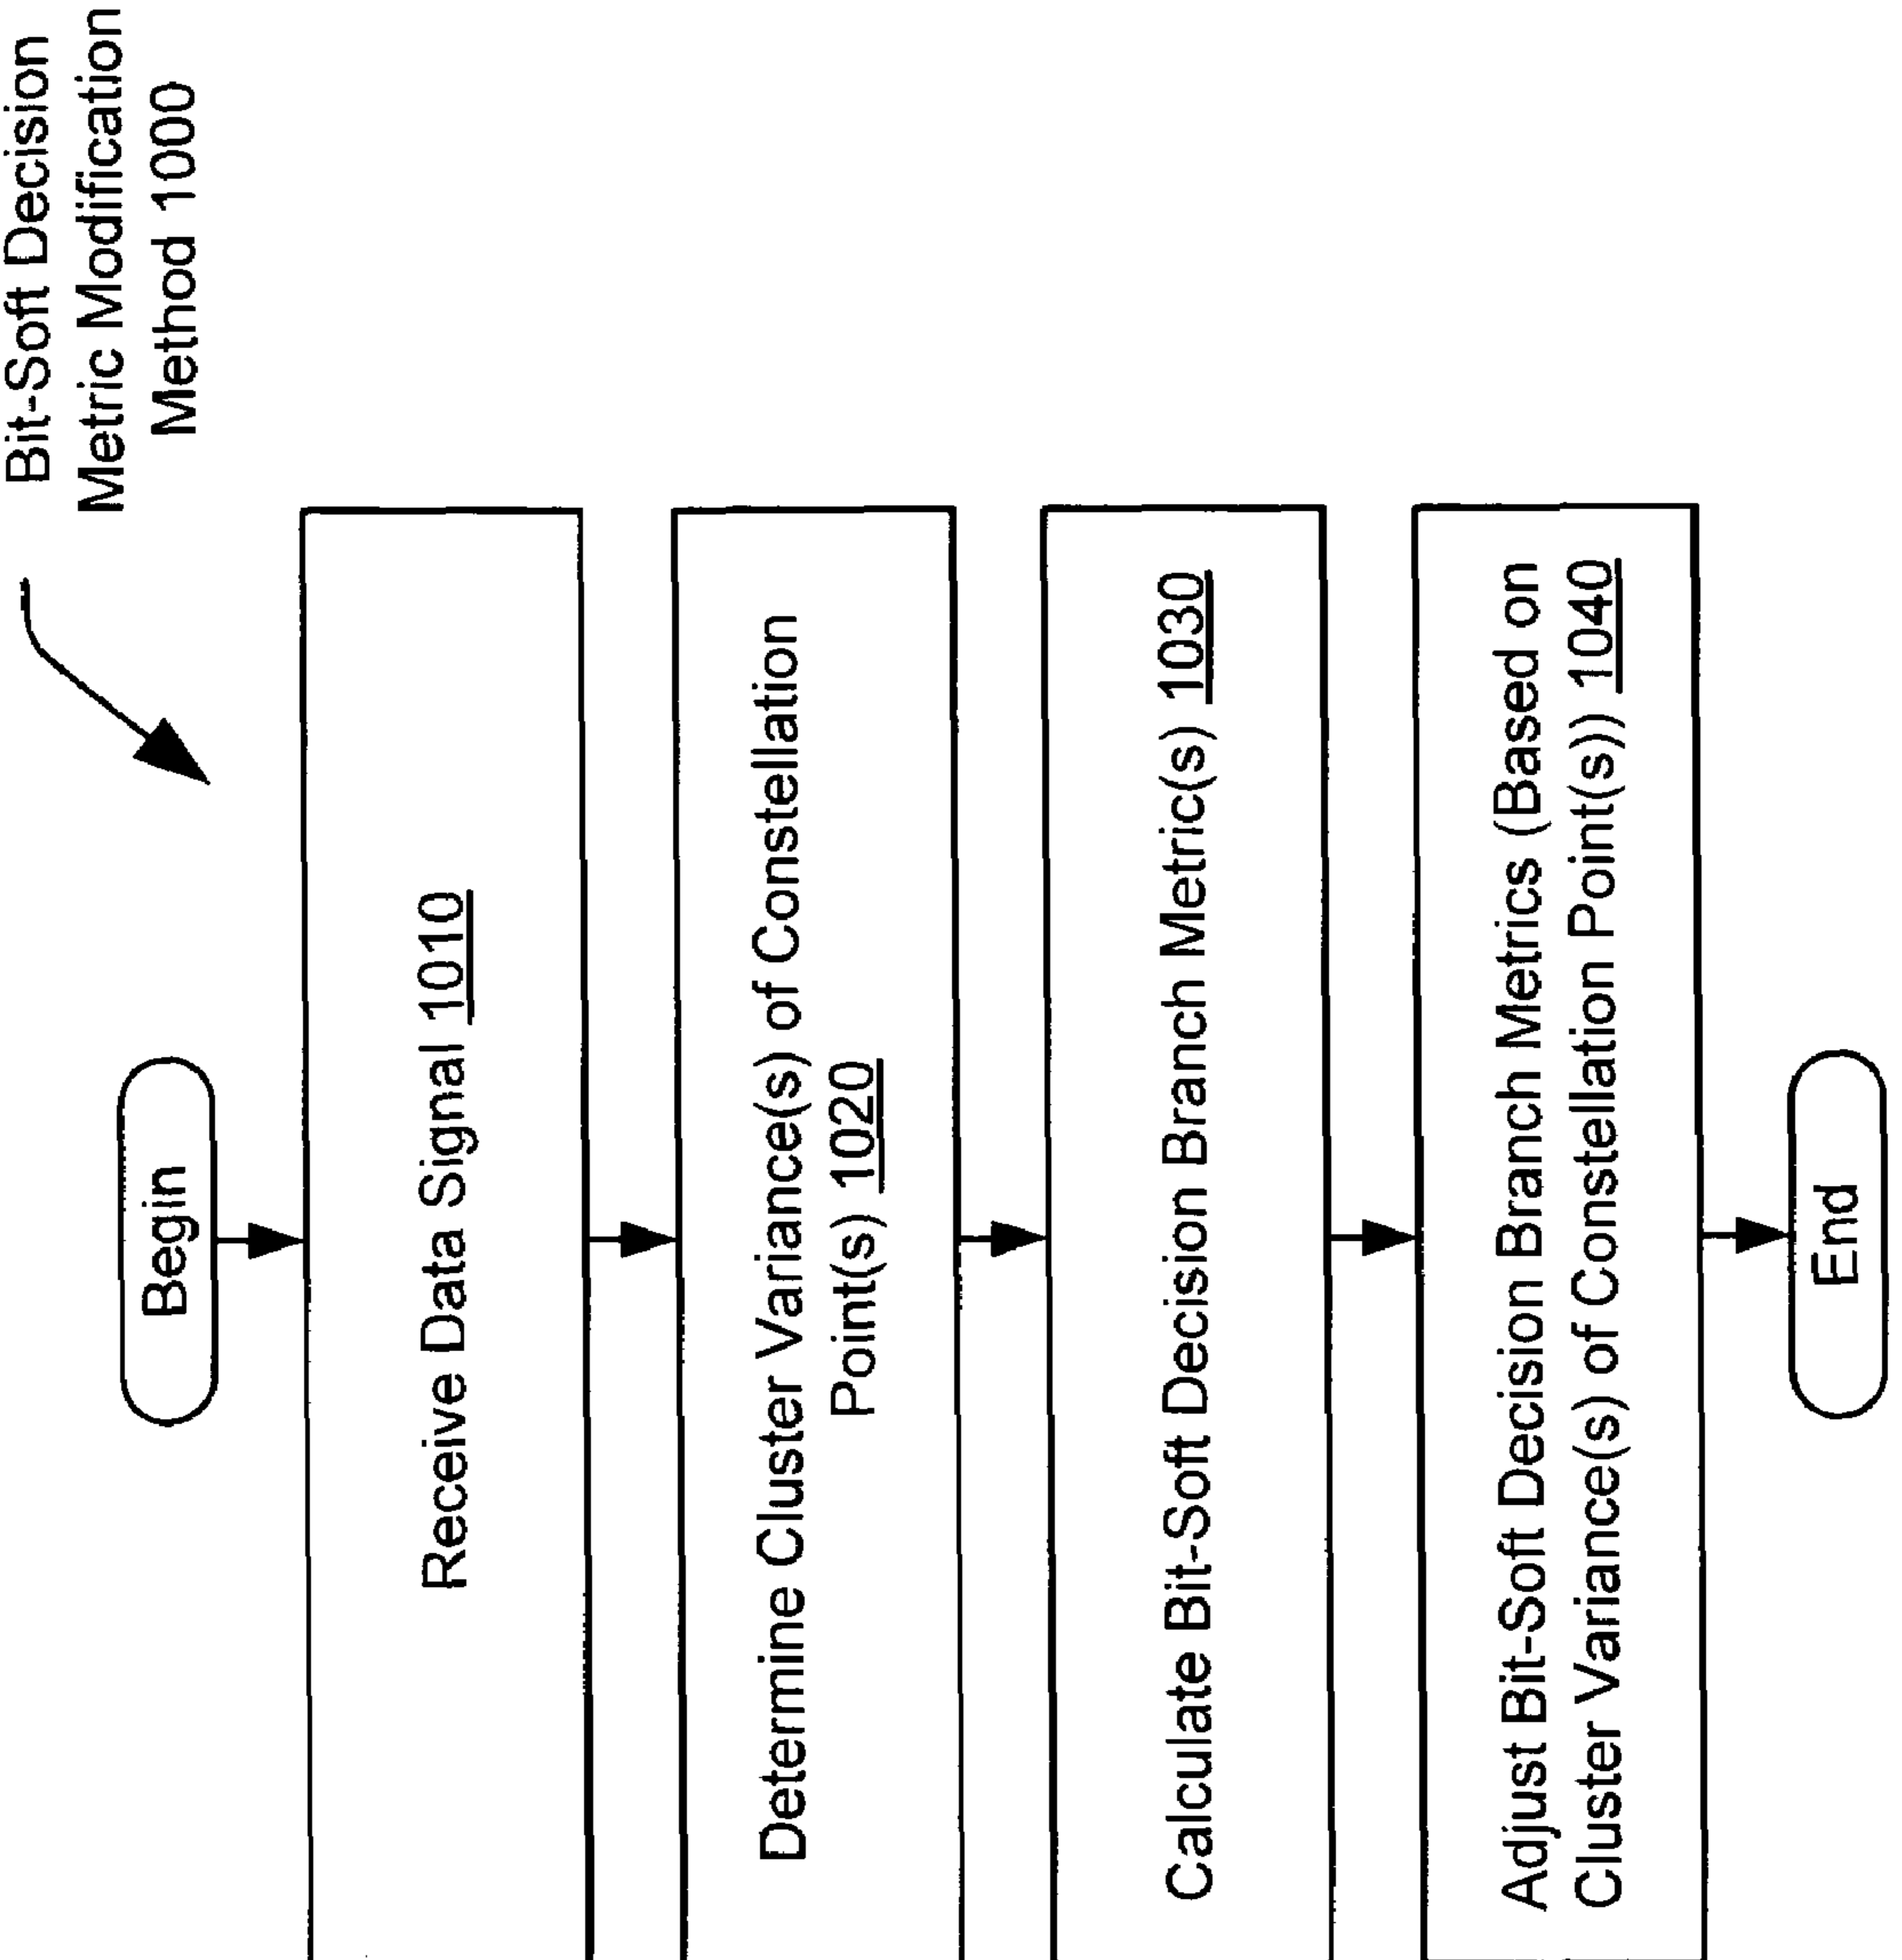 Bit-Soft Decision
Metric Modification
Method 1000
Begin
Receive Data Signal 1010
Determine Cluster Variance(s) of Constellation
Point(s) 1020
Calculate Bit-Soft Decision Branch Metric(s) 1030
Adjust Bit-Soft Decision Branch Metrics (Based on
Cluster Variance(s) of Constellation Point(s)) 1040
End